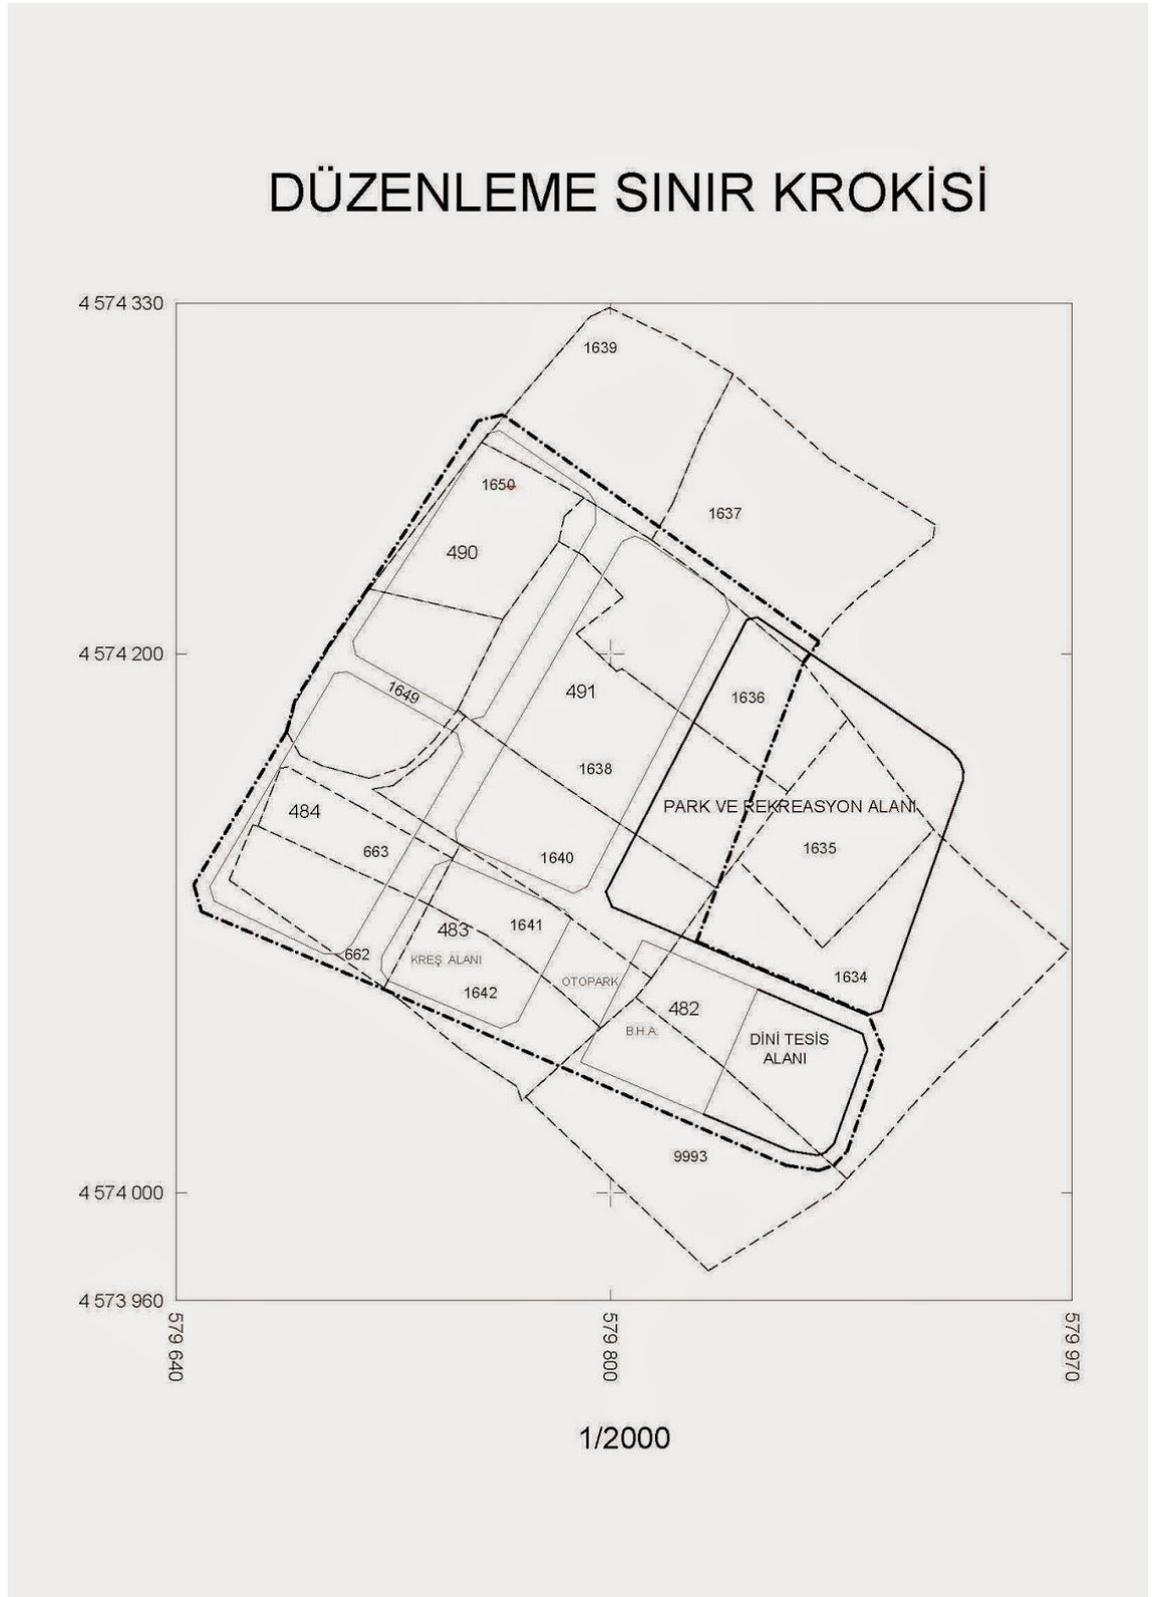 DÜZENLEME SINIR KROKİSİ
4 574 330
1639
1650
1637
490
4 574 200
1649
491
1636
1638
PARK VE REKREASYON ALANI
484
663
1640
1635
483
1641
662
KREŞ ALANI
1642
OTOPARK
1634
482
B.H.A.
DİNİ TESİS
ALANI
9993
4 574 000
4 573 960
579 640
579 800
579 970
1/2000